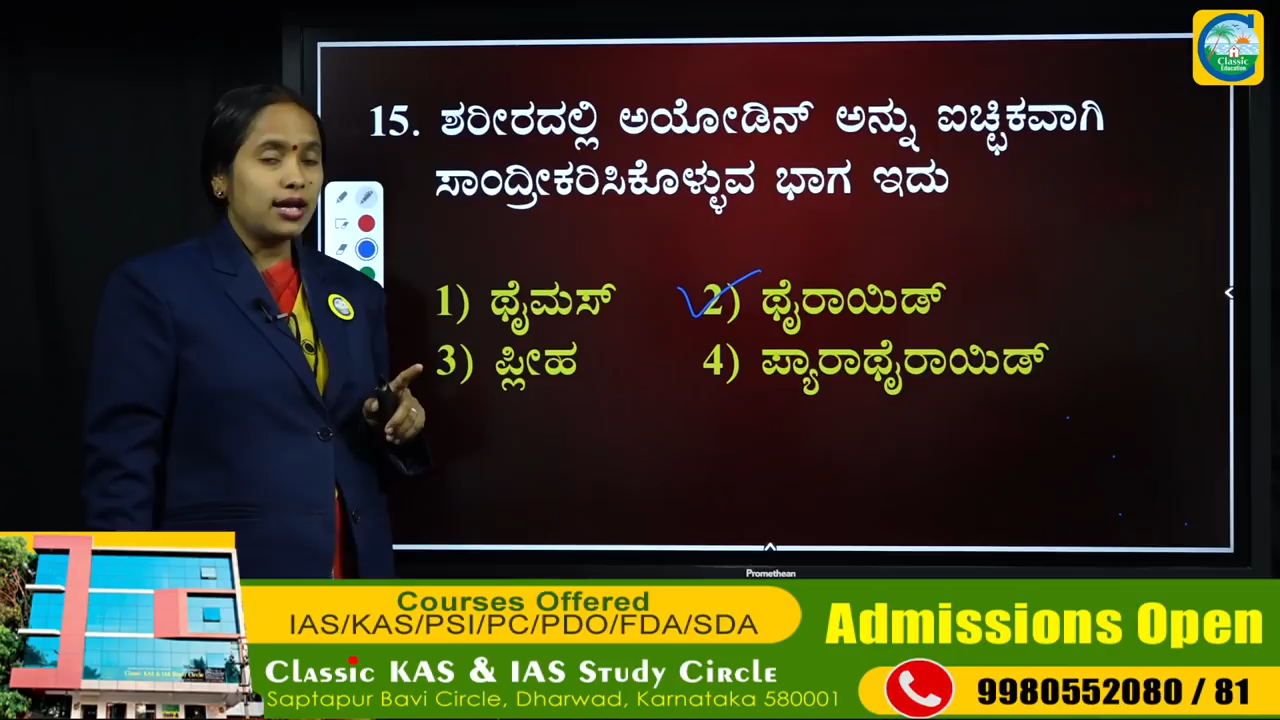 Classic
Education
15. ಶರೀರದಲ್ಲಿ ಅಯೋಡಿನ್ ಅನ್ನು ಐಚ್ಛಿಕವಾಗಿ
ಸಾಂದ್ರೀಕರಿಸಿಕೊಳ್ಳುವ ಭಾಗ ಇದು
1) ಥೈಮಸ್ 2) ಥೈರಾಯಿಡ್
3) ಪ್ಲೀಹ 4) ಪ್ಯಾರಾಥೈರಾಯಿಡ್
Promethean
Courses Offered
IAS/KAS/PSI/PC/PDO/FDA/SDA
Classic KAS & IAS Study Circle
Saptapur Bavi Circle, Dharwad, Karnataka 580001
Admissions Open
9980552080 / 81